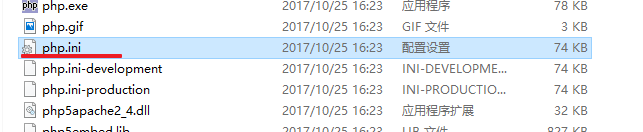 php.exe 2017/10/25 16:23 应用程序 78 KB
php.gif 2017/10/25 16:23 GIF 文件 3 KB
php.ini 2017/10/25 16:23 配置设置 74 KB
php.ini-development 2017/10/25 16:23 INI-DEVELOPME... 74 KB
php.ini-production 2017/10/25 16:23 INI-PRODUCTIO... 74 KB
php5apache2_4.dll 2017/10/25 16:23 应用程序扩展 32 KB
php5embed.lib 2017/10/25 16:23 LIB 文件 827 KB